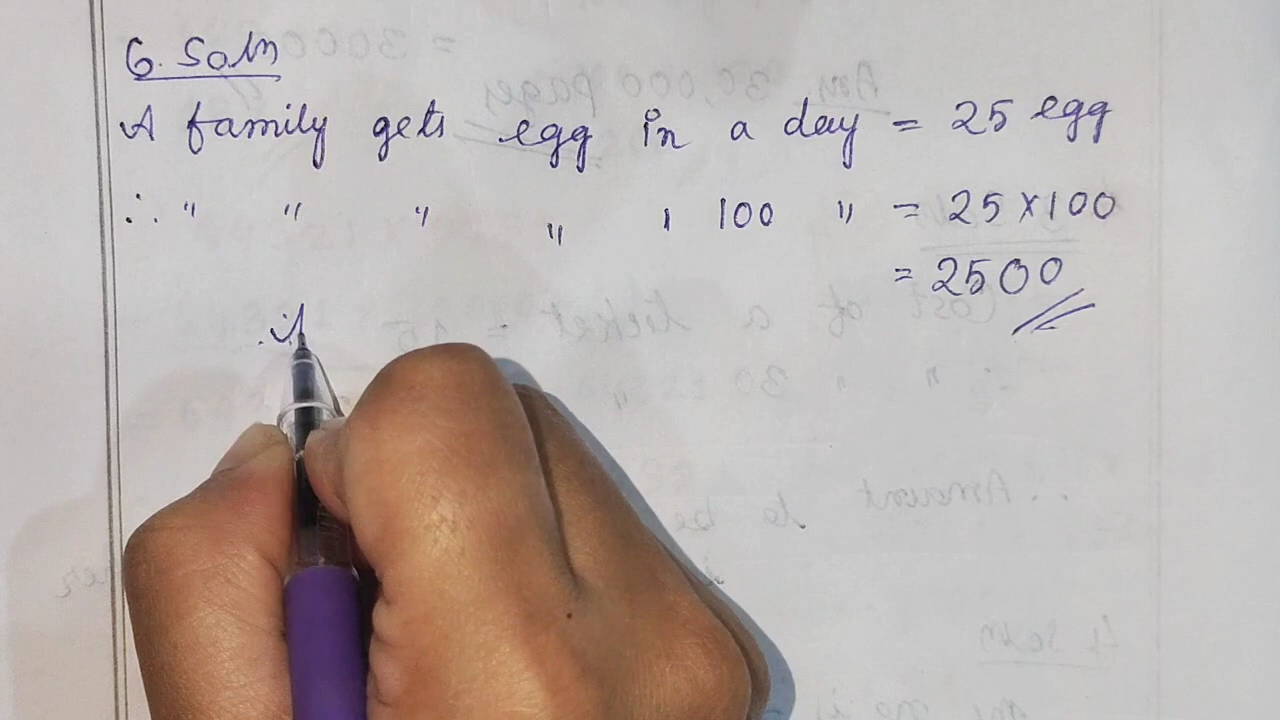 6. Soln
A family gets egg in a day = 25 egg
∴ " " " " " 100 " = 25 × 100
= 2500
∴ A